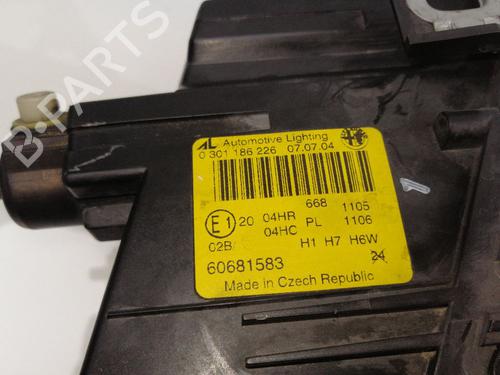 B-PARTS
AL Automotive Lighting
0 301 186 226 07.07.04
668 1105
E1 20 04HR PL 1106
02B/ 04HC
H1 H7 H6W
60681583 24
Made in Czech Republic